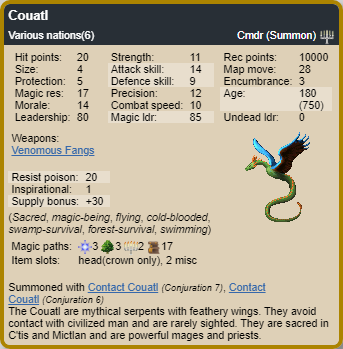 Couatl
Various nations(6) Cmdr (Summon)
Hit points: 20 Strength: 11 Rec points: 10000
Size: 4 Attack skill: 14 Map move: 28
Protection: 5 Defence skill: 9 Encumbrance: 3
Magic res: 17 Precision: 12 Age: 180
Morale: 14 Combat speed: 10 (750)
Leadership: 80 Magic ldr: 85 Undead ldr: 0
Weapons:
Venomous Fangs
Resist poison: 20
Inspirational: 1
Supply bonus: +30
(Sacred, magic-being, flying, cold-blooded,
swamp-survival, forest-survival, swimming)
Magic paths: 3 3 2 17
Item slots: head(crown only), 2 misc
Summoned with Contact Couatl (Conjuration 7), Contact
Couatl (Conjuration 6)
The Couatl are mythical serpents with feathery wings. They avoid
contact with civilized man and are rarely sighted. They are sacred in
C'tis and Mictlan and are powerful mages and priests.